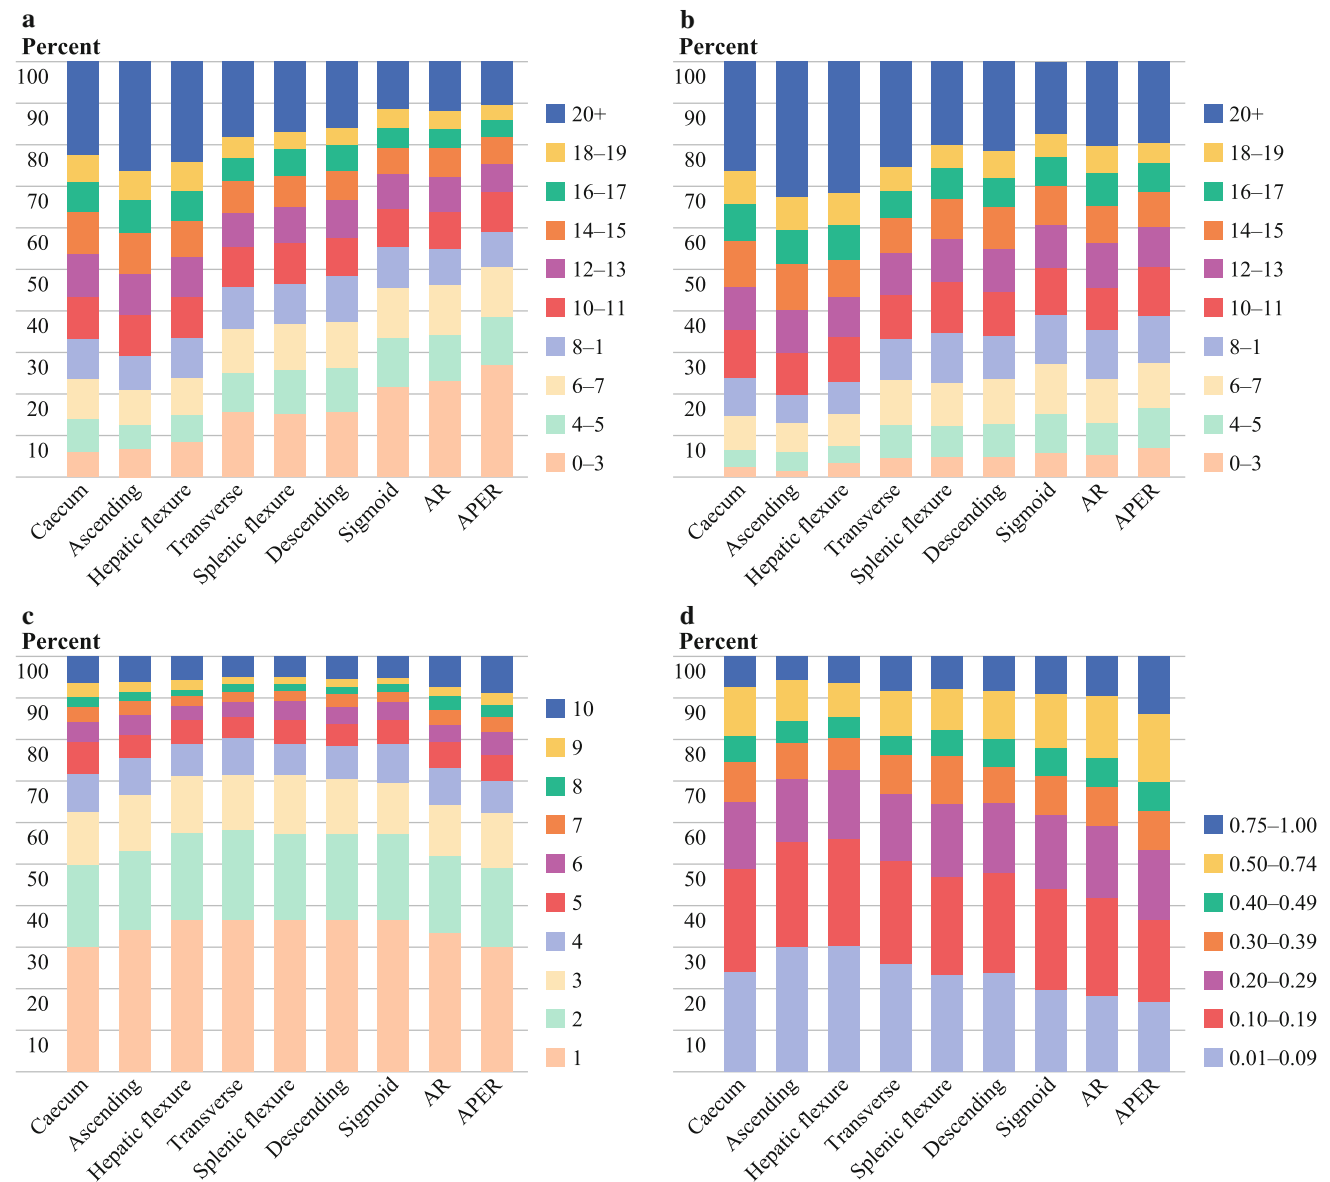 a
Percent
100
90
80
70
60
50
40
30
20
10
Caecum
Ascending
Hepatic flexure
Transverse
Splenic flexure
Descending
Sigmoid
AR
APER
20+
18–19
16–17
14–15
12–13
10–11
8–1
6–7
4–5
0–3
b
Percent
100
90
80
70
60
50
40
30
20
10
Caecum
Ascending
Hepatic flexure
Transverse
Splenic flexure
Descending
Sigmoid
AR
APER
20+
18–19
16–17
14–15
12–13
10–11
8–1
6–7
4–5
0–3
c
Percent
100
90
80
70
60
50
40
30
20
10
Caecum
Ascending
Hepatic flexure
Transverse
Splenic flexure
Descending
Sigmoid
AR
APER
10
9
8
7
6
5
4
3
2
1
d
Percent
100
90
80
70
60
50
40
30
20
10
Caecum
Ascending
Hepatic flexure
Transverse
Splenic flexure
Descending
Sigmoid
AR
APER
0.75–1.00
0.50–0.74
0.40–0.49
0.30–0.39
0.20–0.29
0.10–0.19
0.01–0.09